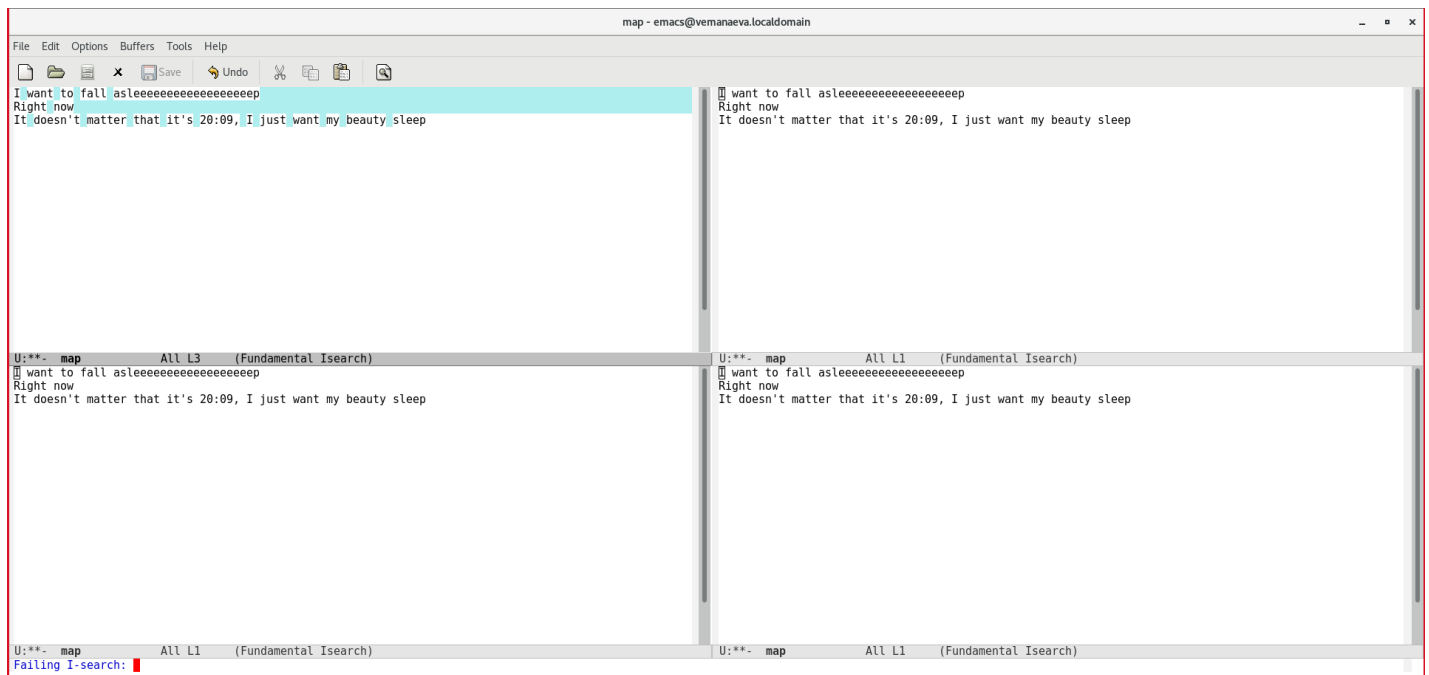 map - emacs@vemanaeva.localdomain
File Edit Options Buffers Tools Help
Save Undo
I want to fall asleeeeeeeeeeeeeeeeeep
Right now
It doesn't matter that it's 20:09, I just want my beauty sleep
U:**- map All L3 (Fundamental Isearch)
I want to fall asleeeeeeeeeeeeeeeeeep
Right now
It doesn't matter that it's 20:09, I just want my beauty sleep
U:**- map All L1 (Fundamental Isearch)
I want to fall asleeeeeeeeeeeeeeeeeep
Right now
It doesn't matter that it's 20:09, I just want my beauty sleep
U:**- map All L1 (Fundamental Isearch)
I want to fall asleeeeeeeeeeeeeeeeeep
Right now
It doesn't matter that it's 20:09, I just want my beauty sleep
U:**- map All L1 (Fundamental Isearch)
Failing I-search: